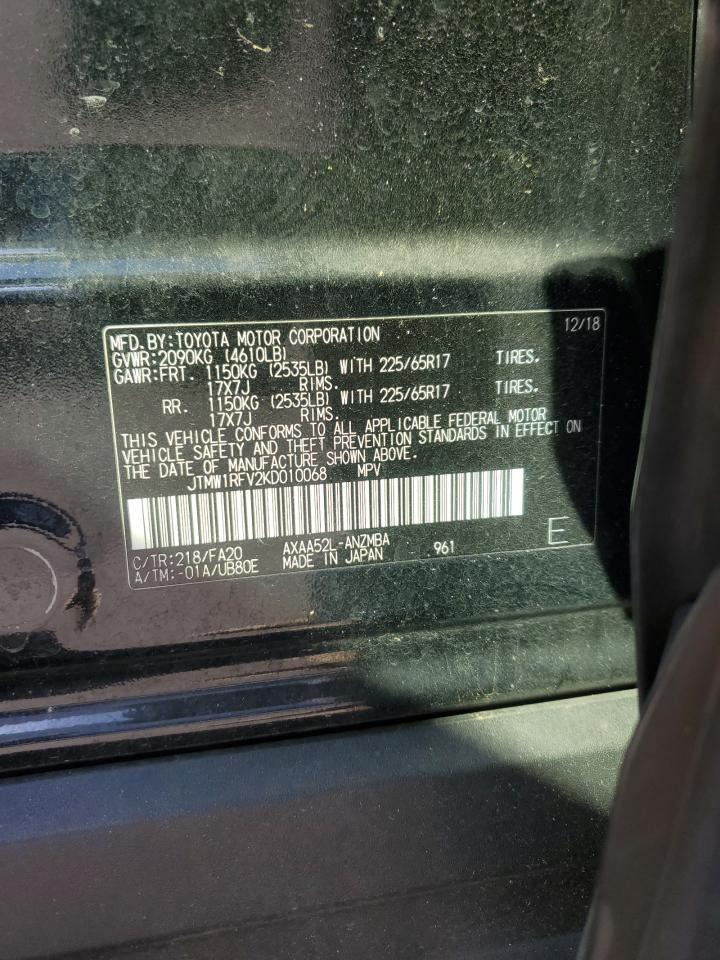 MFD.BY:TOYOTA MOTOR CORPORATION 12/18
GVWR:2090KG (4610LB)
GAWR:FRT. 1150KG (2535LB) WITH 225/65R17 TIRES.
17X7J RIMS.
RR. 1150KG (2535LB) WITH 225/65R17 TIRES.
17X7J RIMS.
THIS VEHICLE CONFORMS TO ALL APPLICABLE FEDERAL MOTOR
VEHICLE SAFETY AND THEFT PREVENTION STANDARDS IN EFFECT ON
THE DATE OF MANUFACTURE SHOWN ABOVE.
JTMW1RFV2KD010068 MPV
C/TR:218/FA20 AXAA52L-ANZMBA 961 E
A/TM:-01A/UB80E MADE IN JAPAN